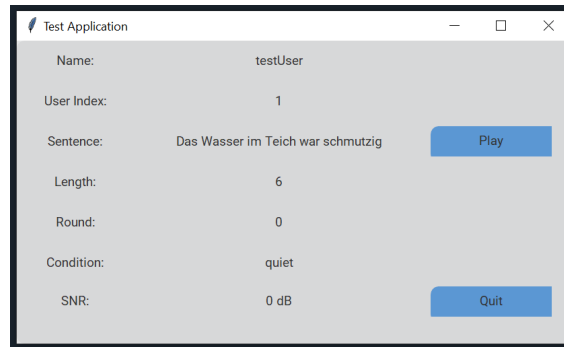 Test Application
Name: testUser
User Index: 1
Sentence: Das Wasser im Teich war schmutzig Play
Length: 6
Round: 0
Condition: quiet
SNR: 0 dB Quit